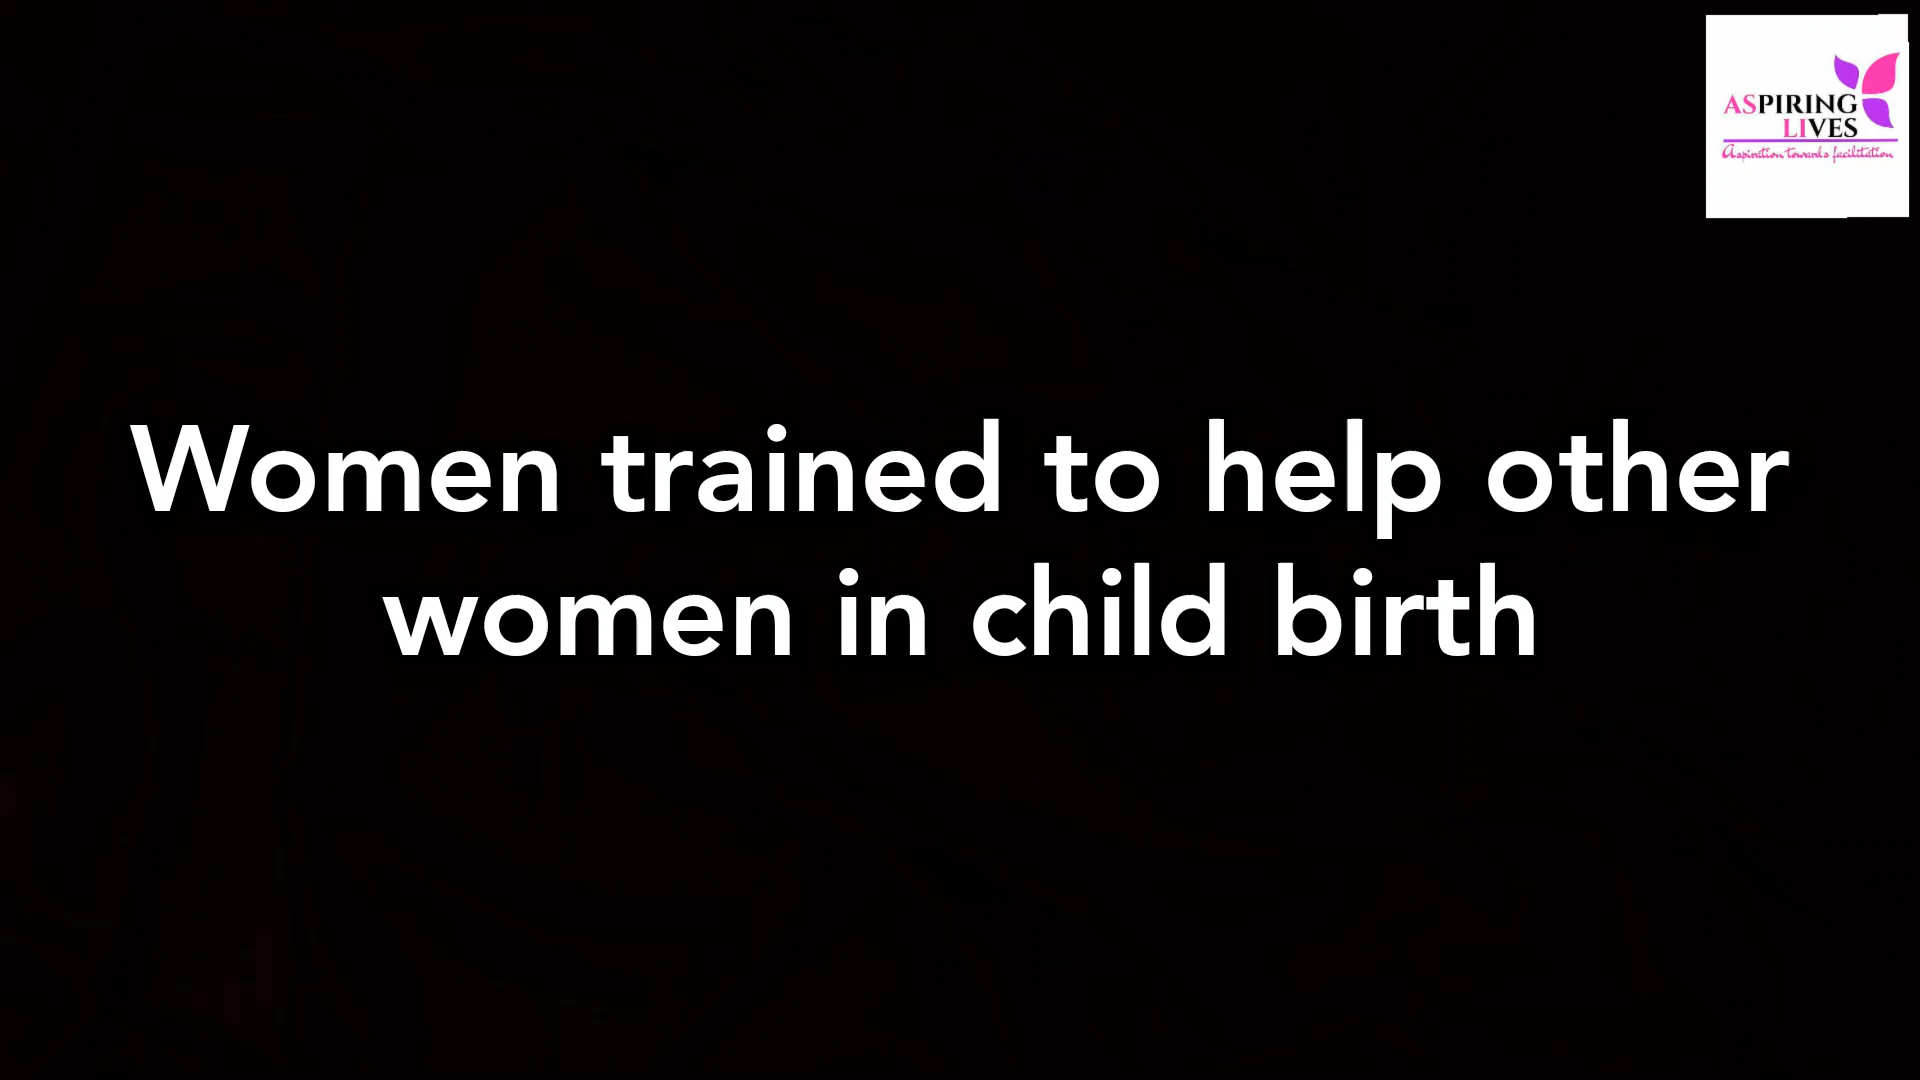 ASPIRING
LIVES
Aspiration towards facilitation
Women trained to help other
women in child birth